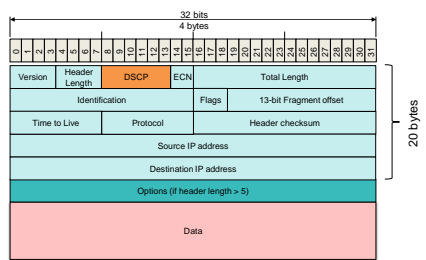 32 bits
4 bytes
0 1 2 3 4 5 6 7 8 9 10 11 12 13 14 15 16 17 18 19 20 21 22 23 24 25 26 27 28 29 30 31
Version Header Length DSCP ECN Total Length
Identification Flags 13-bit Fragment offset
Time to Live Protocol Header checksum
Source IP address
Destination IP address
20 bytes
Options (if header length > 5)
Data